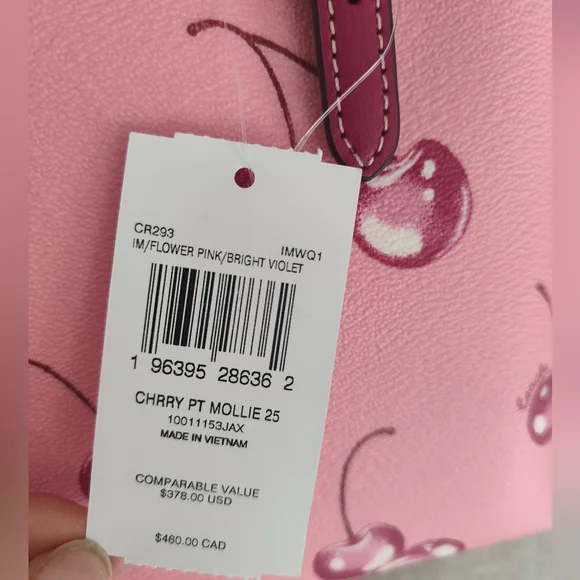 CR293 IMWQ1
IM/FLOWER PINK/BRIGHT VIOLET
1 96395 28636 2
CHRRY PT MOLLIE 25
10011153JAX
MADE IN VIETNAM
COMPARABLE VALUE
$378.00 USD
$460.00 CAD